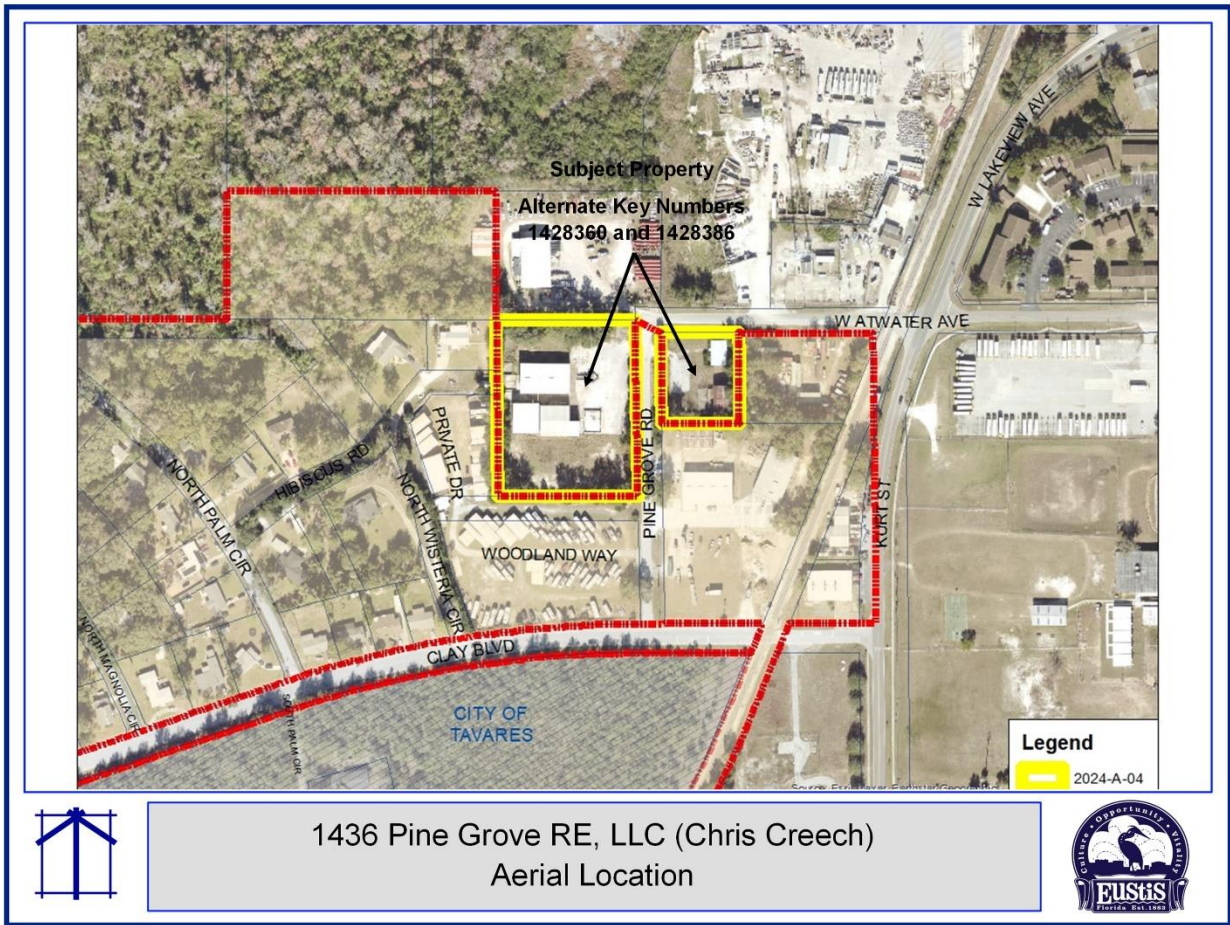 Subject Property
Alternate Key Numbers
1428360 and 1428386
W LAKEVIEW AVE
W ATWATER AVE
PRIVATE DR
HIBISCUS RD
NORTH PALM CIR
NORTH WISTERIA CIR
PINE GROVE RD
KURT ST
WOODLAND WAY
NORTH MAGNOLIA CIR
CLAY BLVD
SOUTH PALM CIR
CITY OF
TAVARES
Legend
2024-A-04
1436 Pine Grove RE, LLC (Chris Creech)
Aerial Location
Culture • Opportunity • Vitality
EUSTIS
Florida Est. 1883